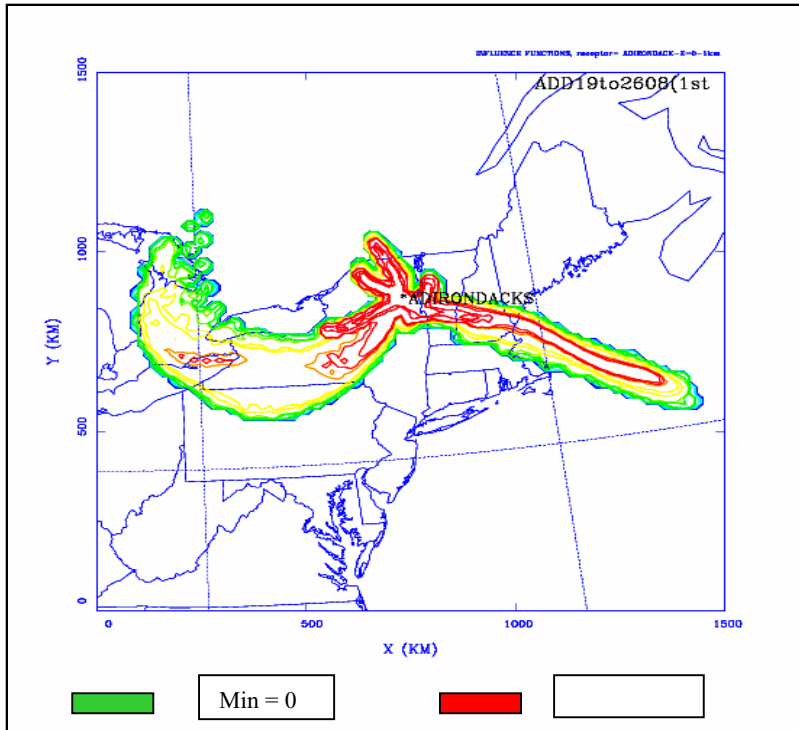 INFLUENCE FUNCTIONS, receptor= ADIRONDACK-Z=0-1km
ADD19to2608(1st
1500
1000
*ADIRONDACKS
Y (KM)
500
0
0 500 1000 1500
X (KM)
Min = 0